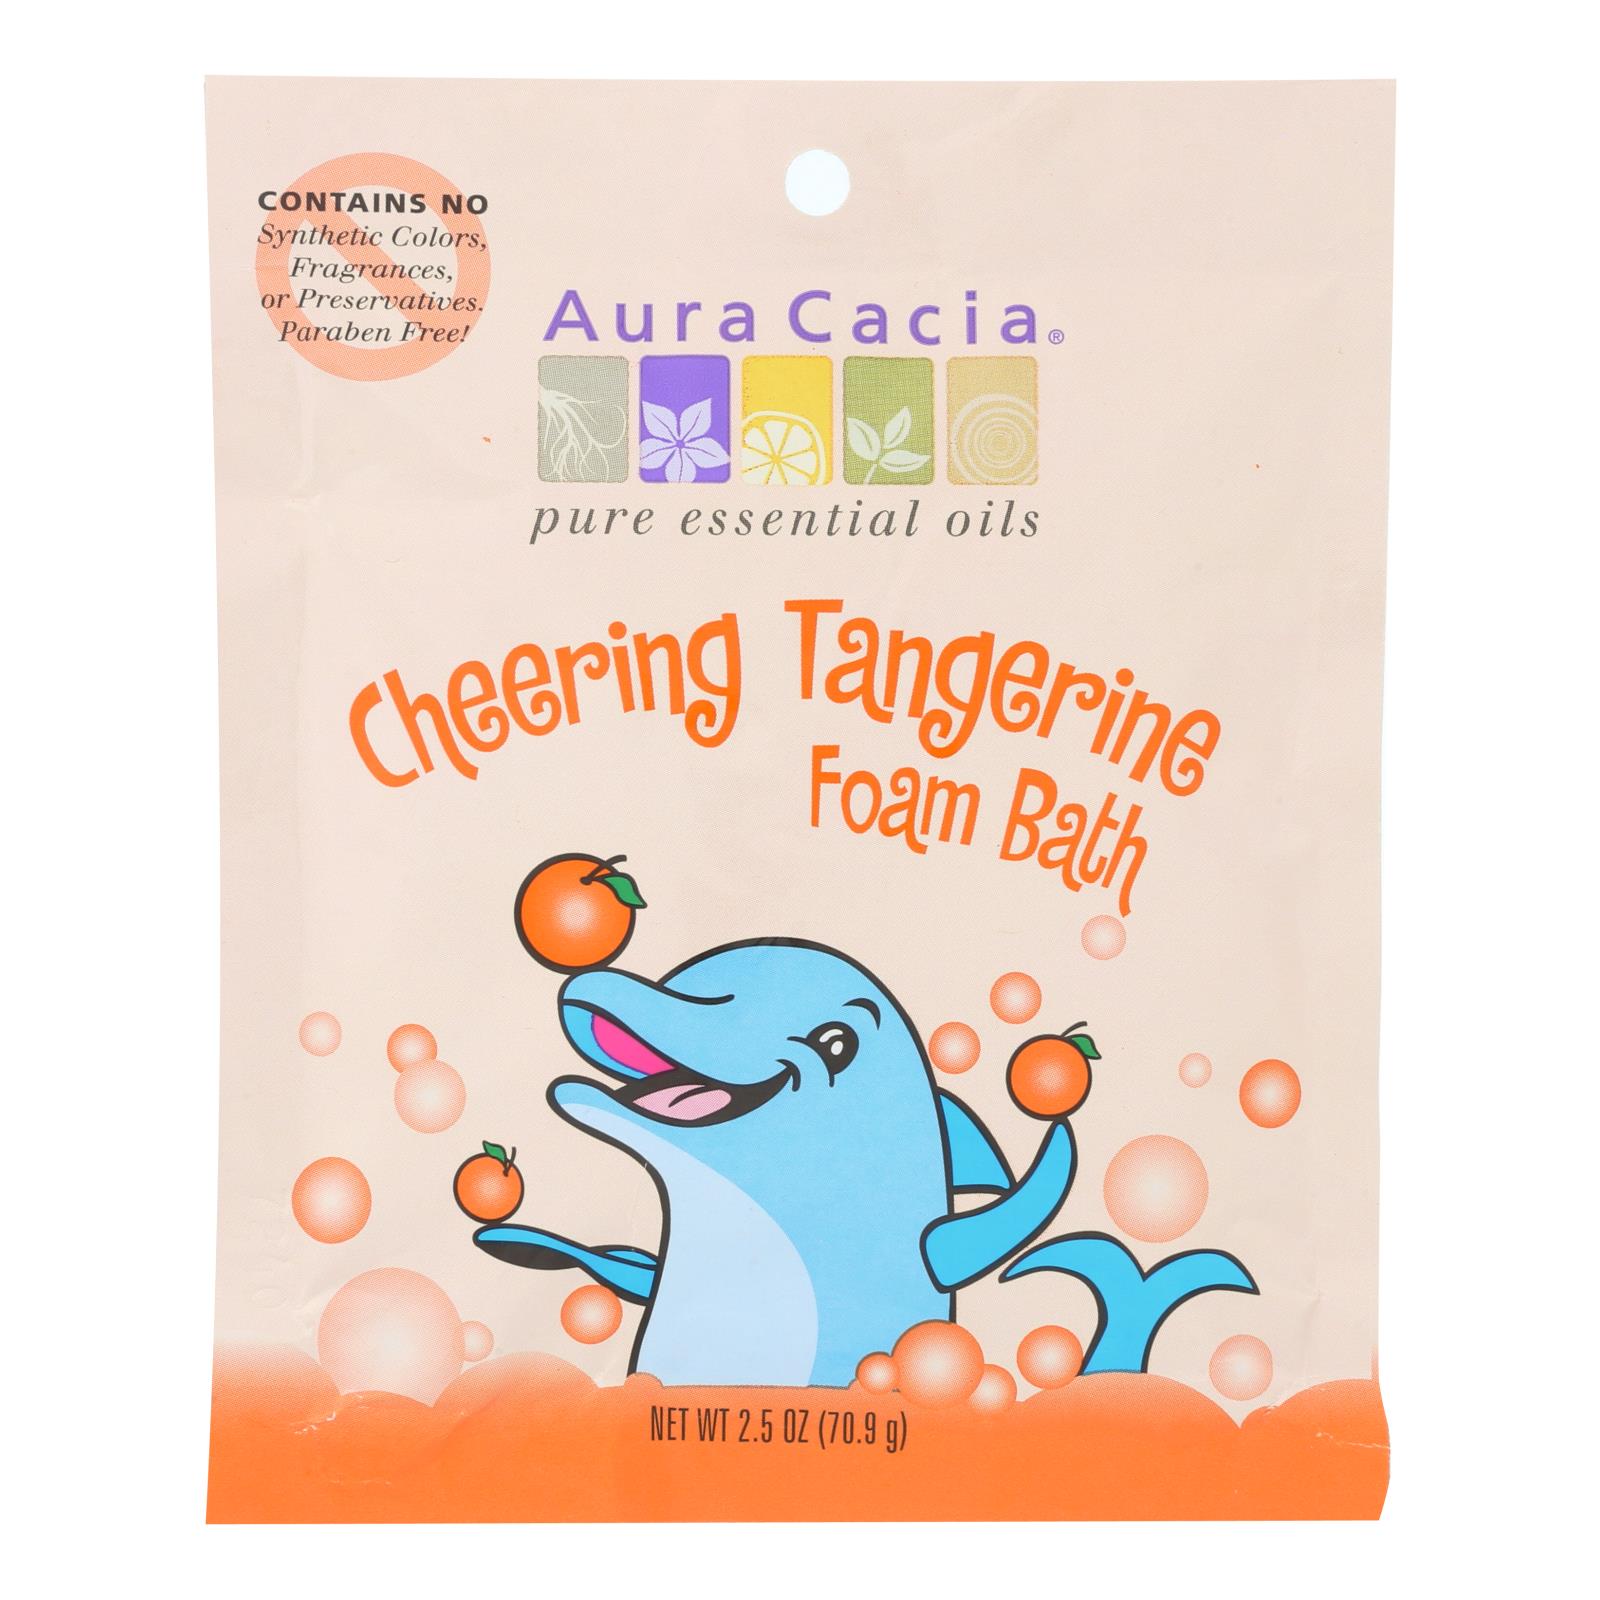 CONTAINS NO
Synthetic Colors,
Fragrances,
or Preservatives.
Paraben Free!
Aura Cacia®
pure essential oils
Cheering Tangerine
Foam Bath
NET WT 2.5 OZ (70.9 g)